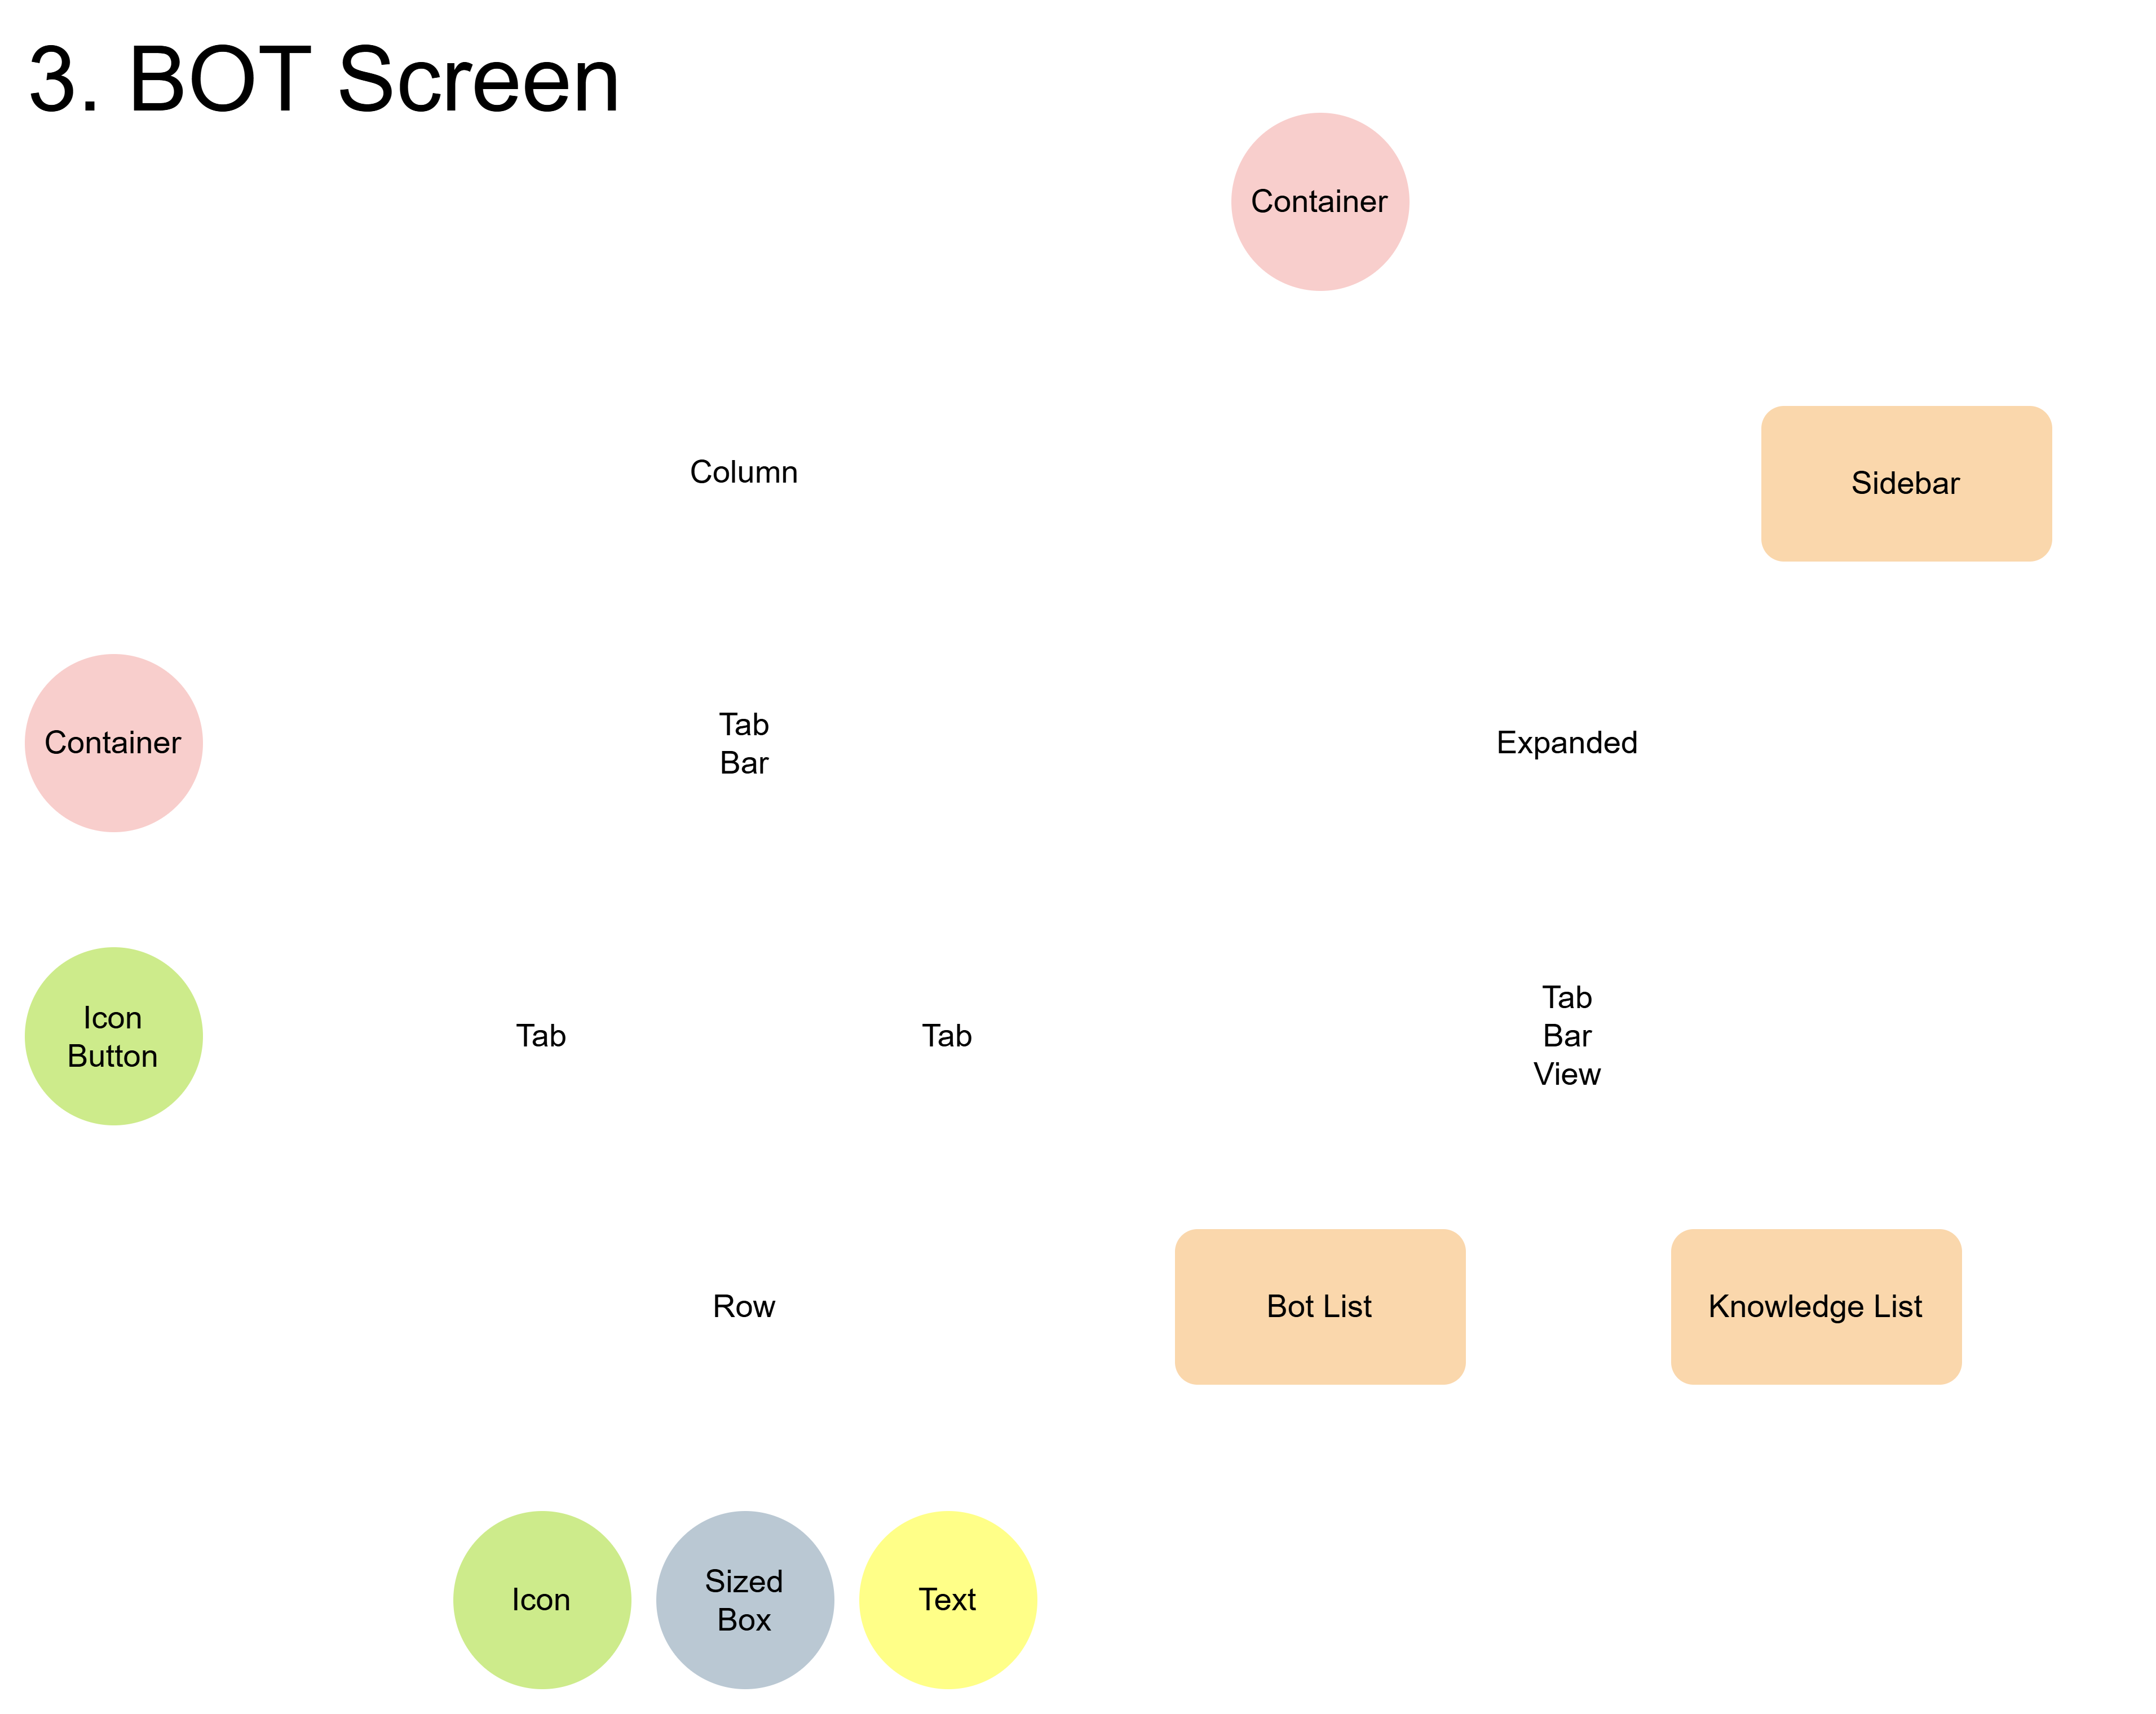 3. BOT Screen
Container
Column
Sidebar
Container
Tab
Bar
Expanded
Icon
Button
Tab
Tab
Tab
Bar
View
Row
Bot List
Knowledge List
Icon
Sized
Box
Text